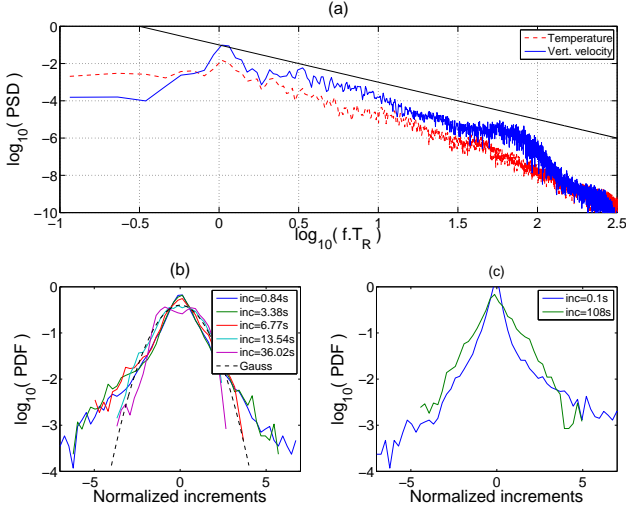 (a)
0
−2
−4
−6
−8
−10
log10( PSD)
−1
−0.5
0
0.5
1
1.5
2
2.5
log10( f.TR )
Temperature
Vert. velocity
(b)
0
−1
−2
−3
−4
log10( PDF)
−5
0
5
Normalized increments
inc=0.84s
inc=3.38s
inc=6.77s
inc=13.54s
inc=36.02s
Gauss
(c)
0
−1
−2
−3
−4
log10( PDF)
−5
0
5
Normalized increments
inc=0.1s
inc=108s